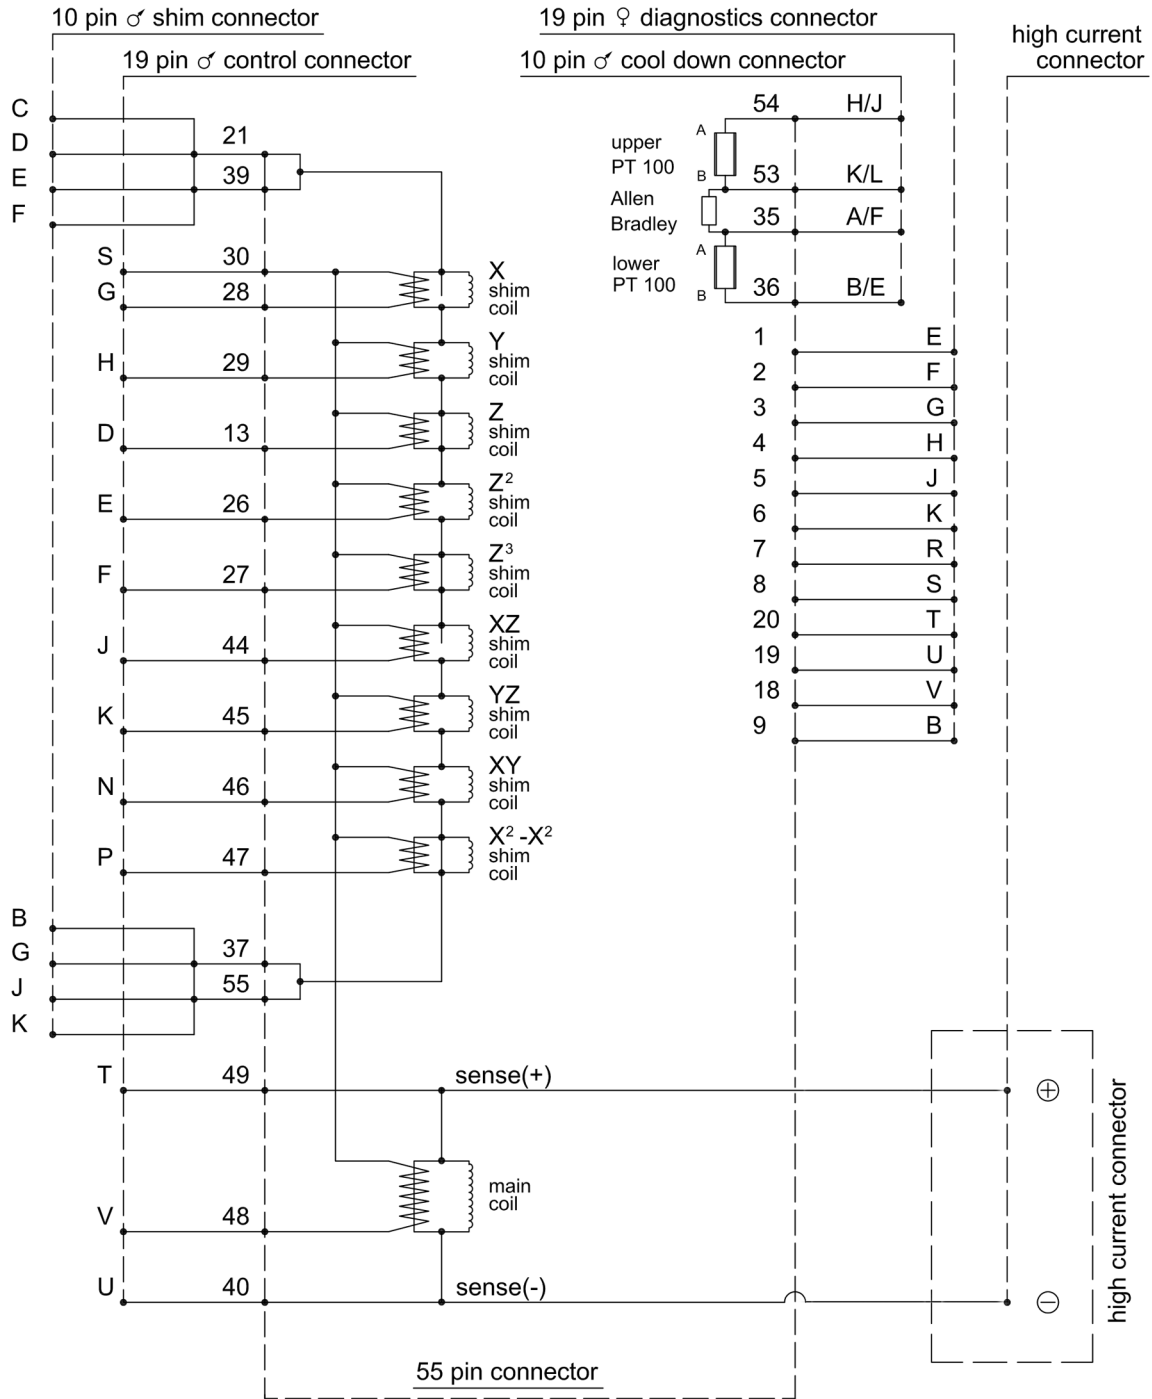 10 pin ♂ shim connector
19 pin ♀ diagnostics connector
high current
connector
19 pin ♂ control connector
10 pin ♂ cool down connector
C
D
E
F
21
39
54 H/J
53 K/L
35 A/F
36 B/E
A
upper
PT 100
B
Allen
Bradley
A
lower
PT 100
B
S 30
G 28
X
shim
coil
H 29
Y
shim
coil
D 13
Z
shim
coil
E 26
Z²
shim
coil
F 27
Z³
shim
coil
J 44
XZ
shim
coil
K 45
YZ
shim
coil
N 46
XY
shim
coil
P 47
X² -X²
shim
coil
1 E
2 F
3 G
4 H
5 J
6 K
7 R
8 S
20 T
19 U
18 V
9 B
B
G
J
K
37
55
T 49 sense(+)
+
main
coil
V 48
U 40 sense(-)
−
high current connector
55 pin connector